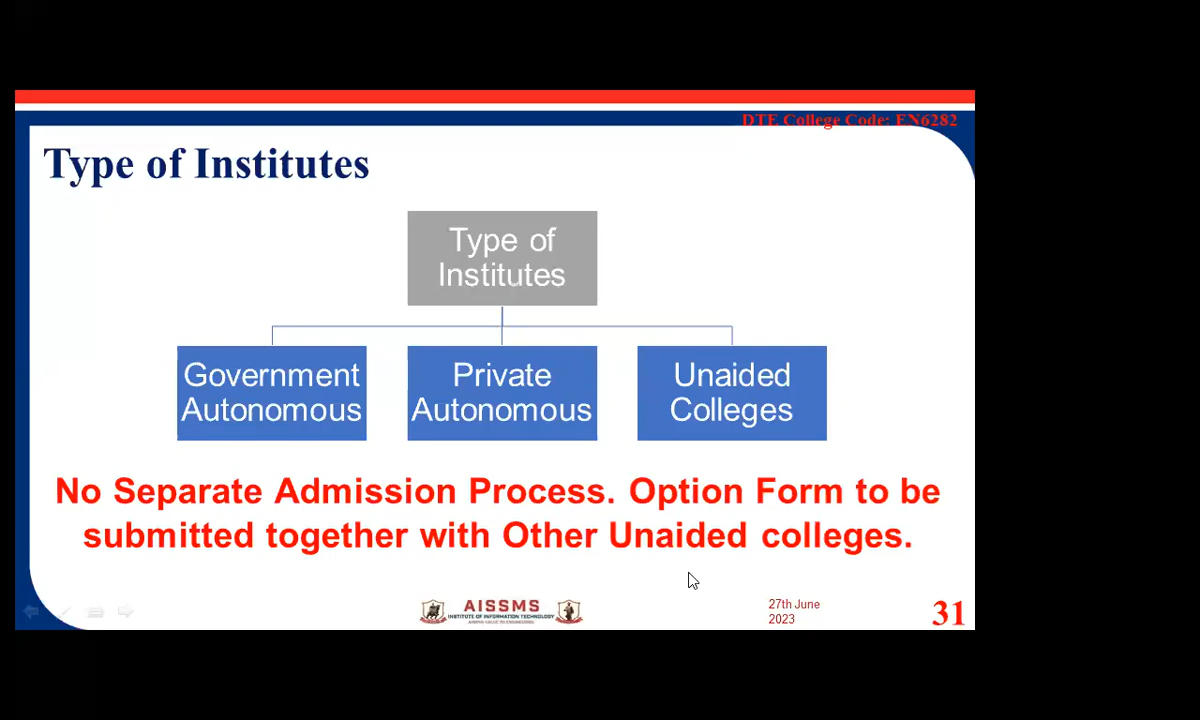 DTE College Code: EN6282
Type of Institutes
Type of
Institutes
Government
Autonomous
Private
Autonomous
Unaided
Colleges
No Separate Admission Process. Option Form to be
submitted together with Other Unaided colleges.
AISSMS
INSTITUTE OF INFORMATION TECHNOLOGY
27th June
2023
31